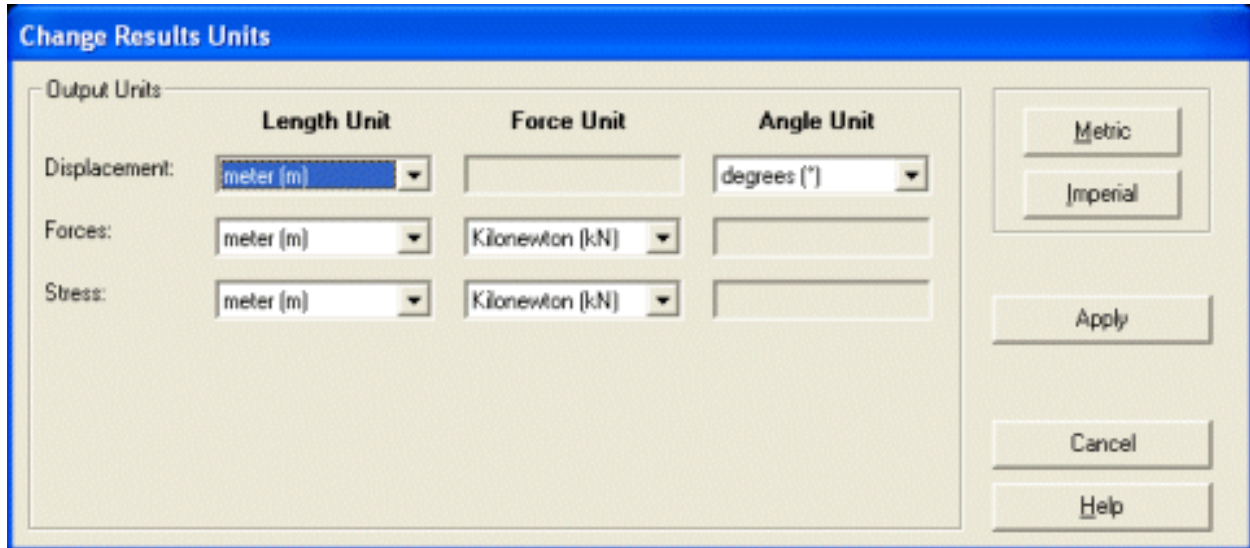 Change Results Units
Output Units
Length Unit Force Unit Angle Unit
Displacement: meter (m) degrees (°)
Forces: meter (m) Kilonewton (kN)
Stress: meter (m) Kilonewton (kN)
Metric
Imperial
Apply
Cancel
Help